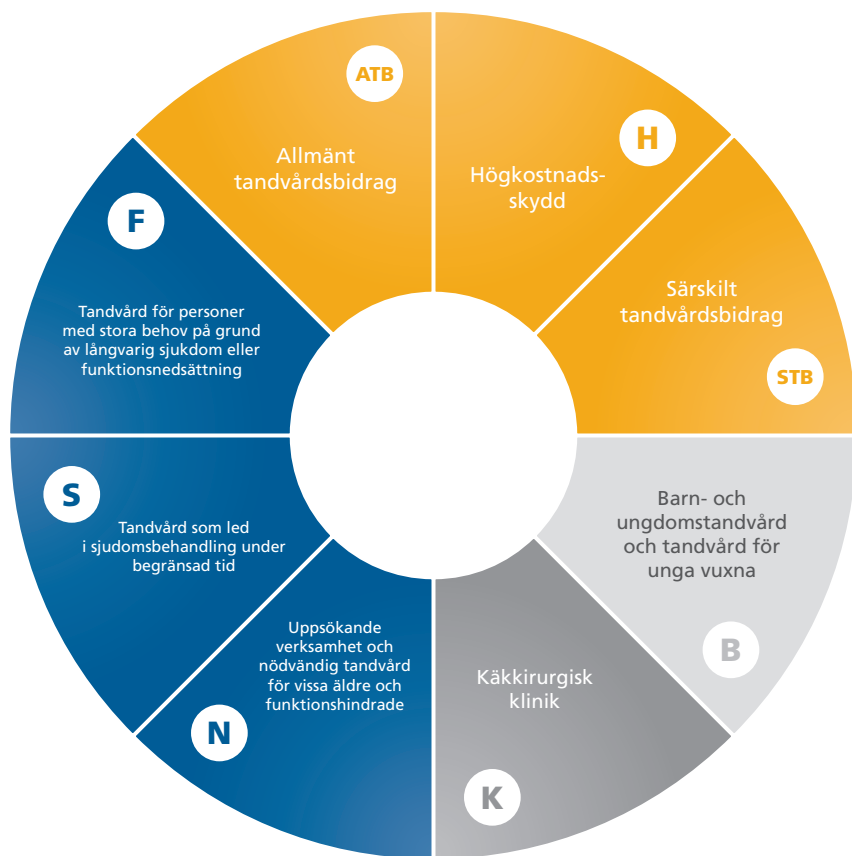 ATB
Allmänt
tandvårdsbidrag
H
Högkostnads-
skydd
Särskilt
tandvårdsbidrag
STB
Barn- och
ungdomstandvård
och tandvård för
unga vuxna
B
Käkkirurgisk
klinik
K
Uppsökande
verksamhet och
nödvändig tandvård
för vissa äldre och
funktionshindrade
N
S
Tandvård som led
i sjudomsbehandling under
begränsad tid
F
Tandvård för personer
med stora behov på grund
av långvarig sjukdom eller
funktionsnedsättning